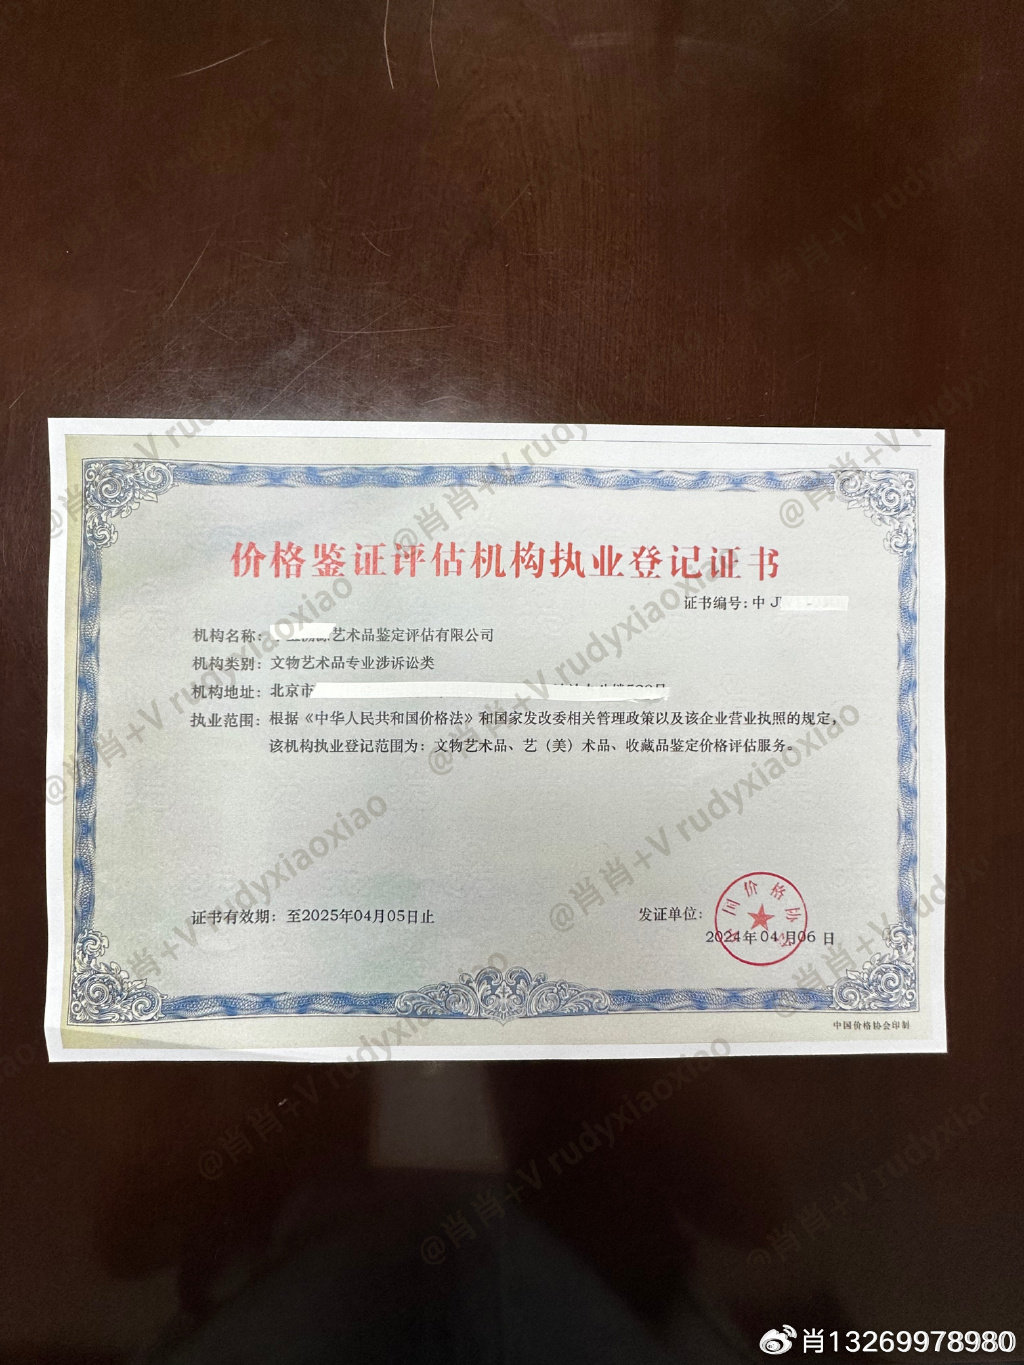 价格鉴证评估机构执业登记证书
证书编号：中 J
机构名称： 艺术品鉴定评估有限公司
机构类别：文物艺术品专业涉诉讼类
机构地址：北京市
执业范围：根据《中华人民共和国价格法》和国家发改委相关管理政策以及该企业营业执照的规定，
该机构执业登记范围为：文物艺术品、艺（美）术品、收藏品鉴定价格评估服务。
证书有效期： 至2025年04月05日止
发证单位：
国价格协
2024年 04 月06 日
中国价格协会印制
@肖肖+V rudyxiaoxiao
肖13269978980